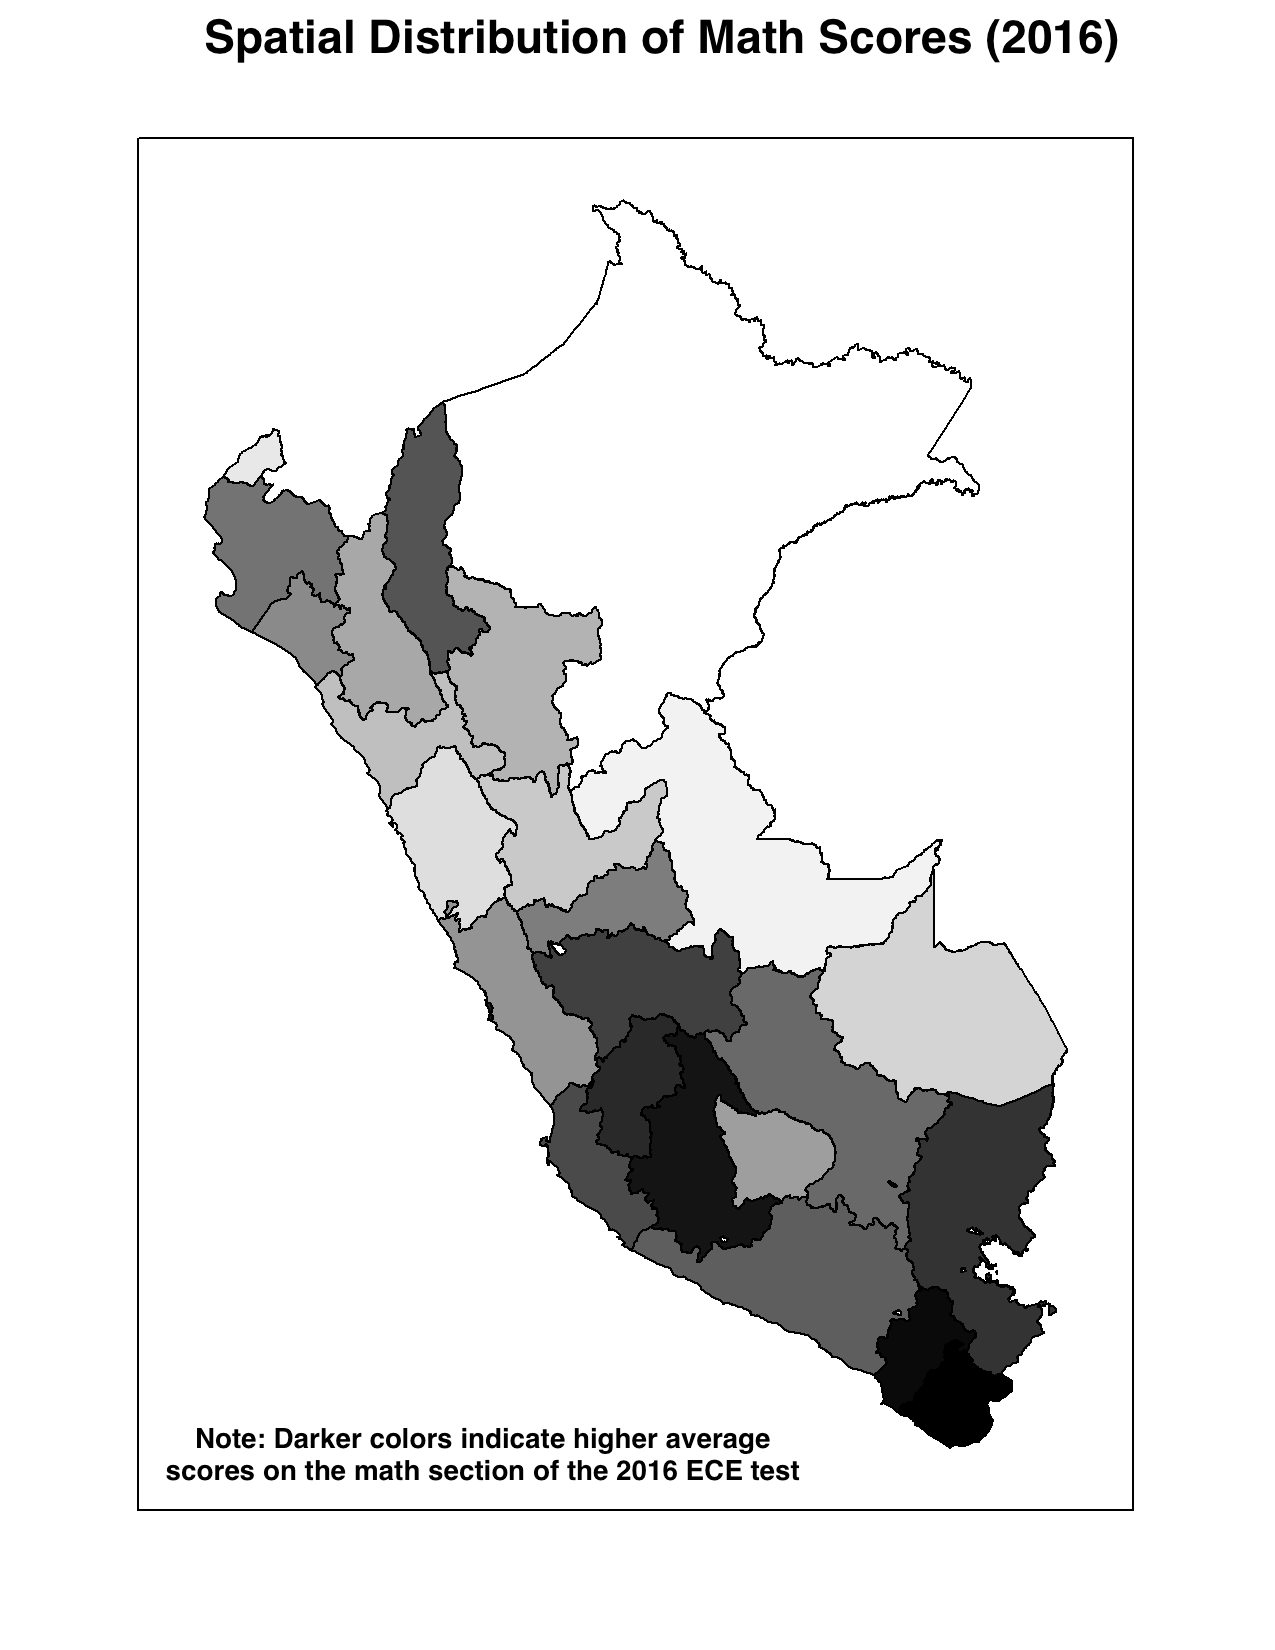 Spatial Distribution of Math Scores (2016)
Note: Darker colors indicate higher average
scores on the math section of the 2016 ECE test